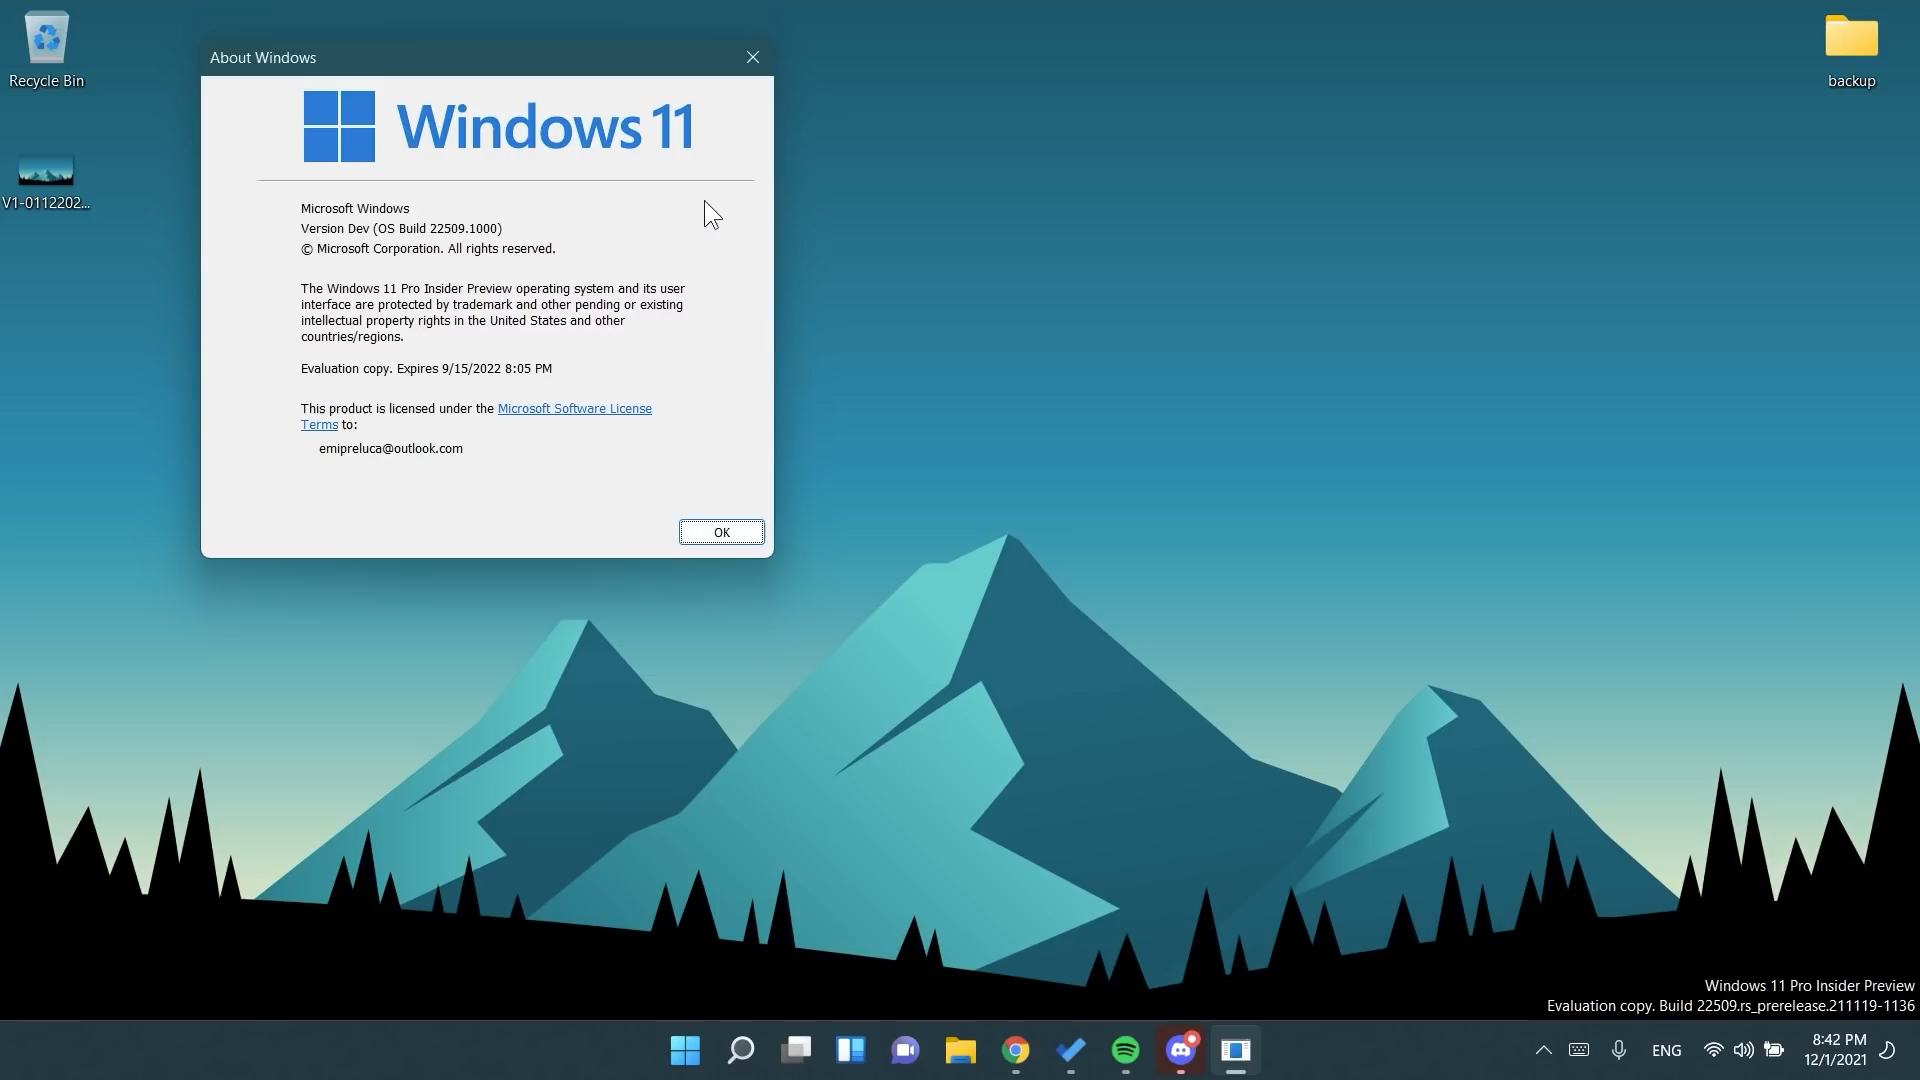 Recycle Bin
V1-0112202...
backup
About Windows
Windows 11
Microsoft Windows
Version Dev (OS Build 22509.1000)
© Microsoft Corporation. All rights reserved.
The Windows 11 Pro Insider Preview operating system and its user
interface are protected by trademark and other pending or existing
intellectual property rights in the United States and other
countries/regions.
Evaluation copy. Expires 9/15/2022 8:05 PM
This product is licensed under the Microsoft Software License
Terms to:
emipreluca@outlook.com
OK
Windows 11 Pro Insider Preview
Evaluation copy. Build 22509.rs_prerelease.211119-1136
ENG
8:42 PM
12/1/2021